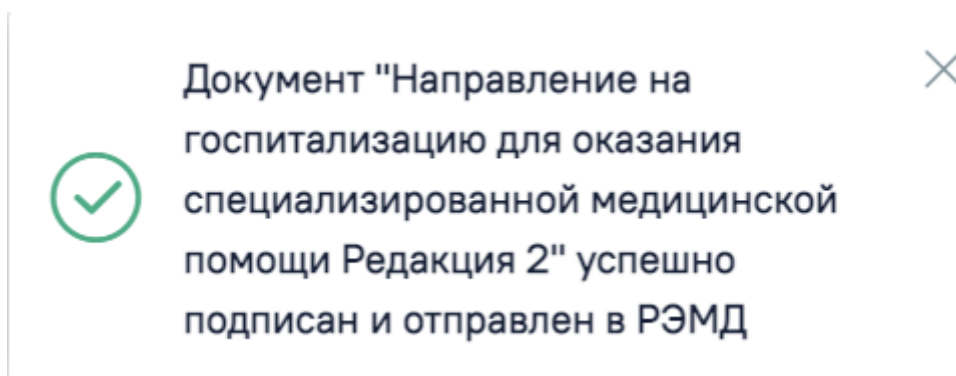 Документ "Направление на
госпитализацию для оказания
специализированной медицинской
помощи Редакция 2" успешно
подписан и отправлен в РЭМД